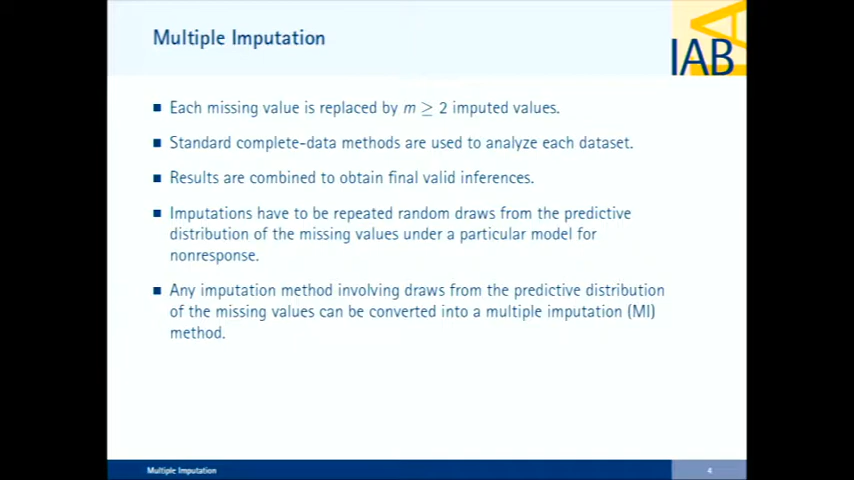 Multiple Imputation
IAB
Each missing value is replaced by m ≥ 2 imputed values.
Standard complete-data methods are used to analyze each dataset.
Results are combined to obtain final valid inferences.
Imputations have to be repeated random draws from the predictive
distribution of the missing values under a particular model for
nonresponse.
Any imputation method involving draws from the predictive distribution
of the missing values can be converted into a multiple imputation (MI)
method.
Multiple Imputation
4